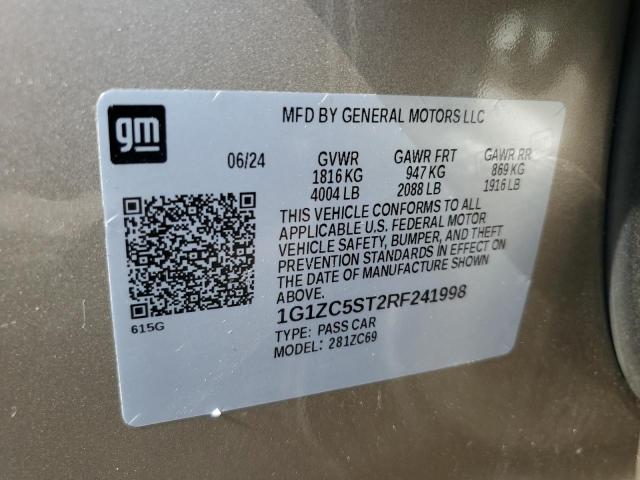 gm
MFD BY GENERAL MOTORS LLC
06/24 GVWR GAWR FRT GAWR RR
1816 KG 947 KG 869 KG
4004 LB 2088 LB 1916 LB
THIS VEHICLE CONFORMS TO ALL
APPLICABLE U.S. FEDERAL MOTOR
VEHICLE SAFETY, BUMPER, AND THEFT
PREVENTION STANDARDS IN EFFECT ON
THE DATE OF MANUFACTURE SHOWN
ABOVE.
615G
1G1ZC5ST2RF241998
TYPE: PASS CAR
MODEL: 281ZC69